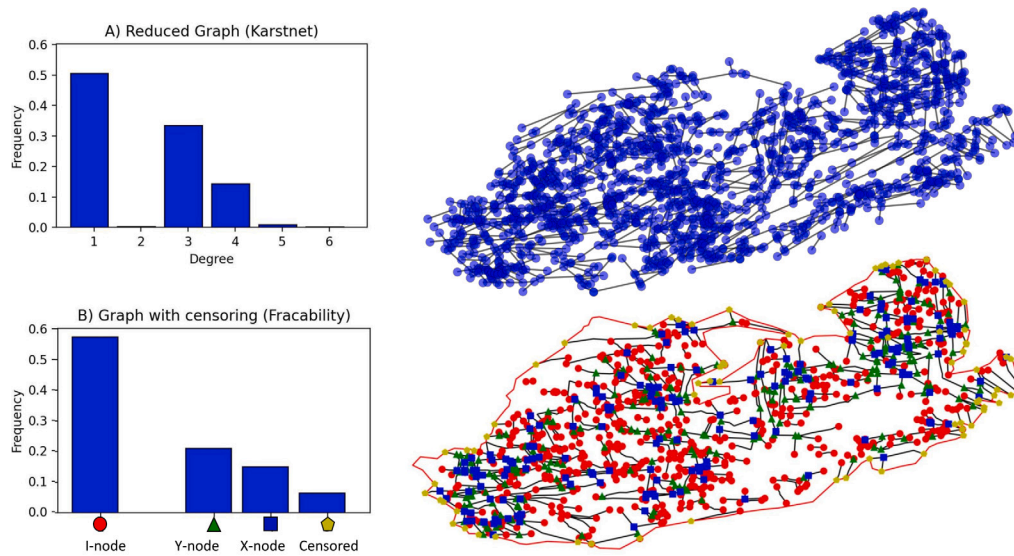 A) Reduced Graph (Karstnet)
0.6
0.5
0.4
0.3
0.2
0.1
0.0
Frequency
1 2 3 4 5 6
Degree
B) Graph with censoring (Fracability)
0.6
0.5
0.4
0.3
0.2
0.1
0.0
Frequency
I-node Y-node X-node Censored